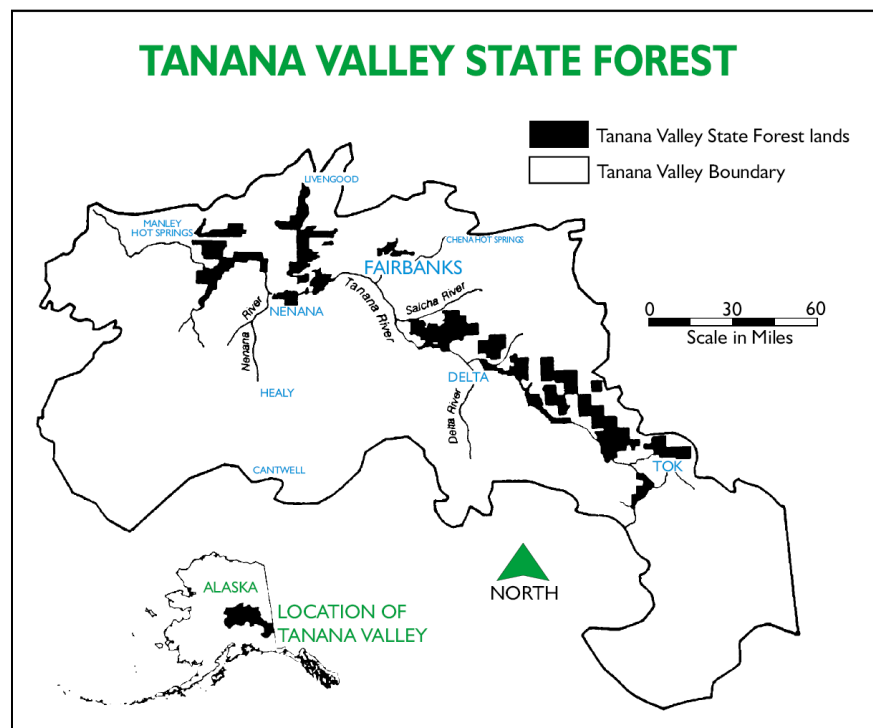 TANANA VALLEY STATE FOREST
Tanana Valley State Forest lands
Tanana Valley Boundary
LIVENGOOD
MANLEY
HOT SPRINGS
CHENA HOT SPRINGS
FAIRBANKS
Tanana River
Salcha River
NENANA
Nenana River
0 30 60
Scale in Miles
DELTA
Delta River
HEALY
CANTWELL
TOK
NORTH
ALASKA
LOCATION OF
TANANA VALLEY